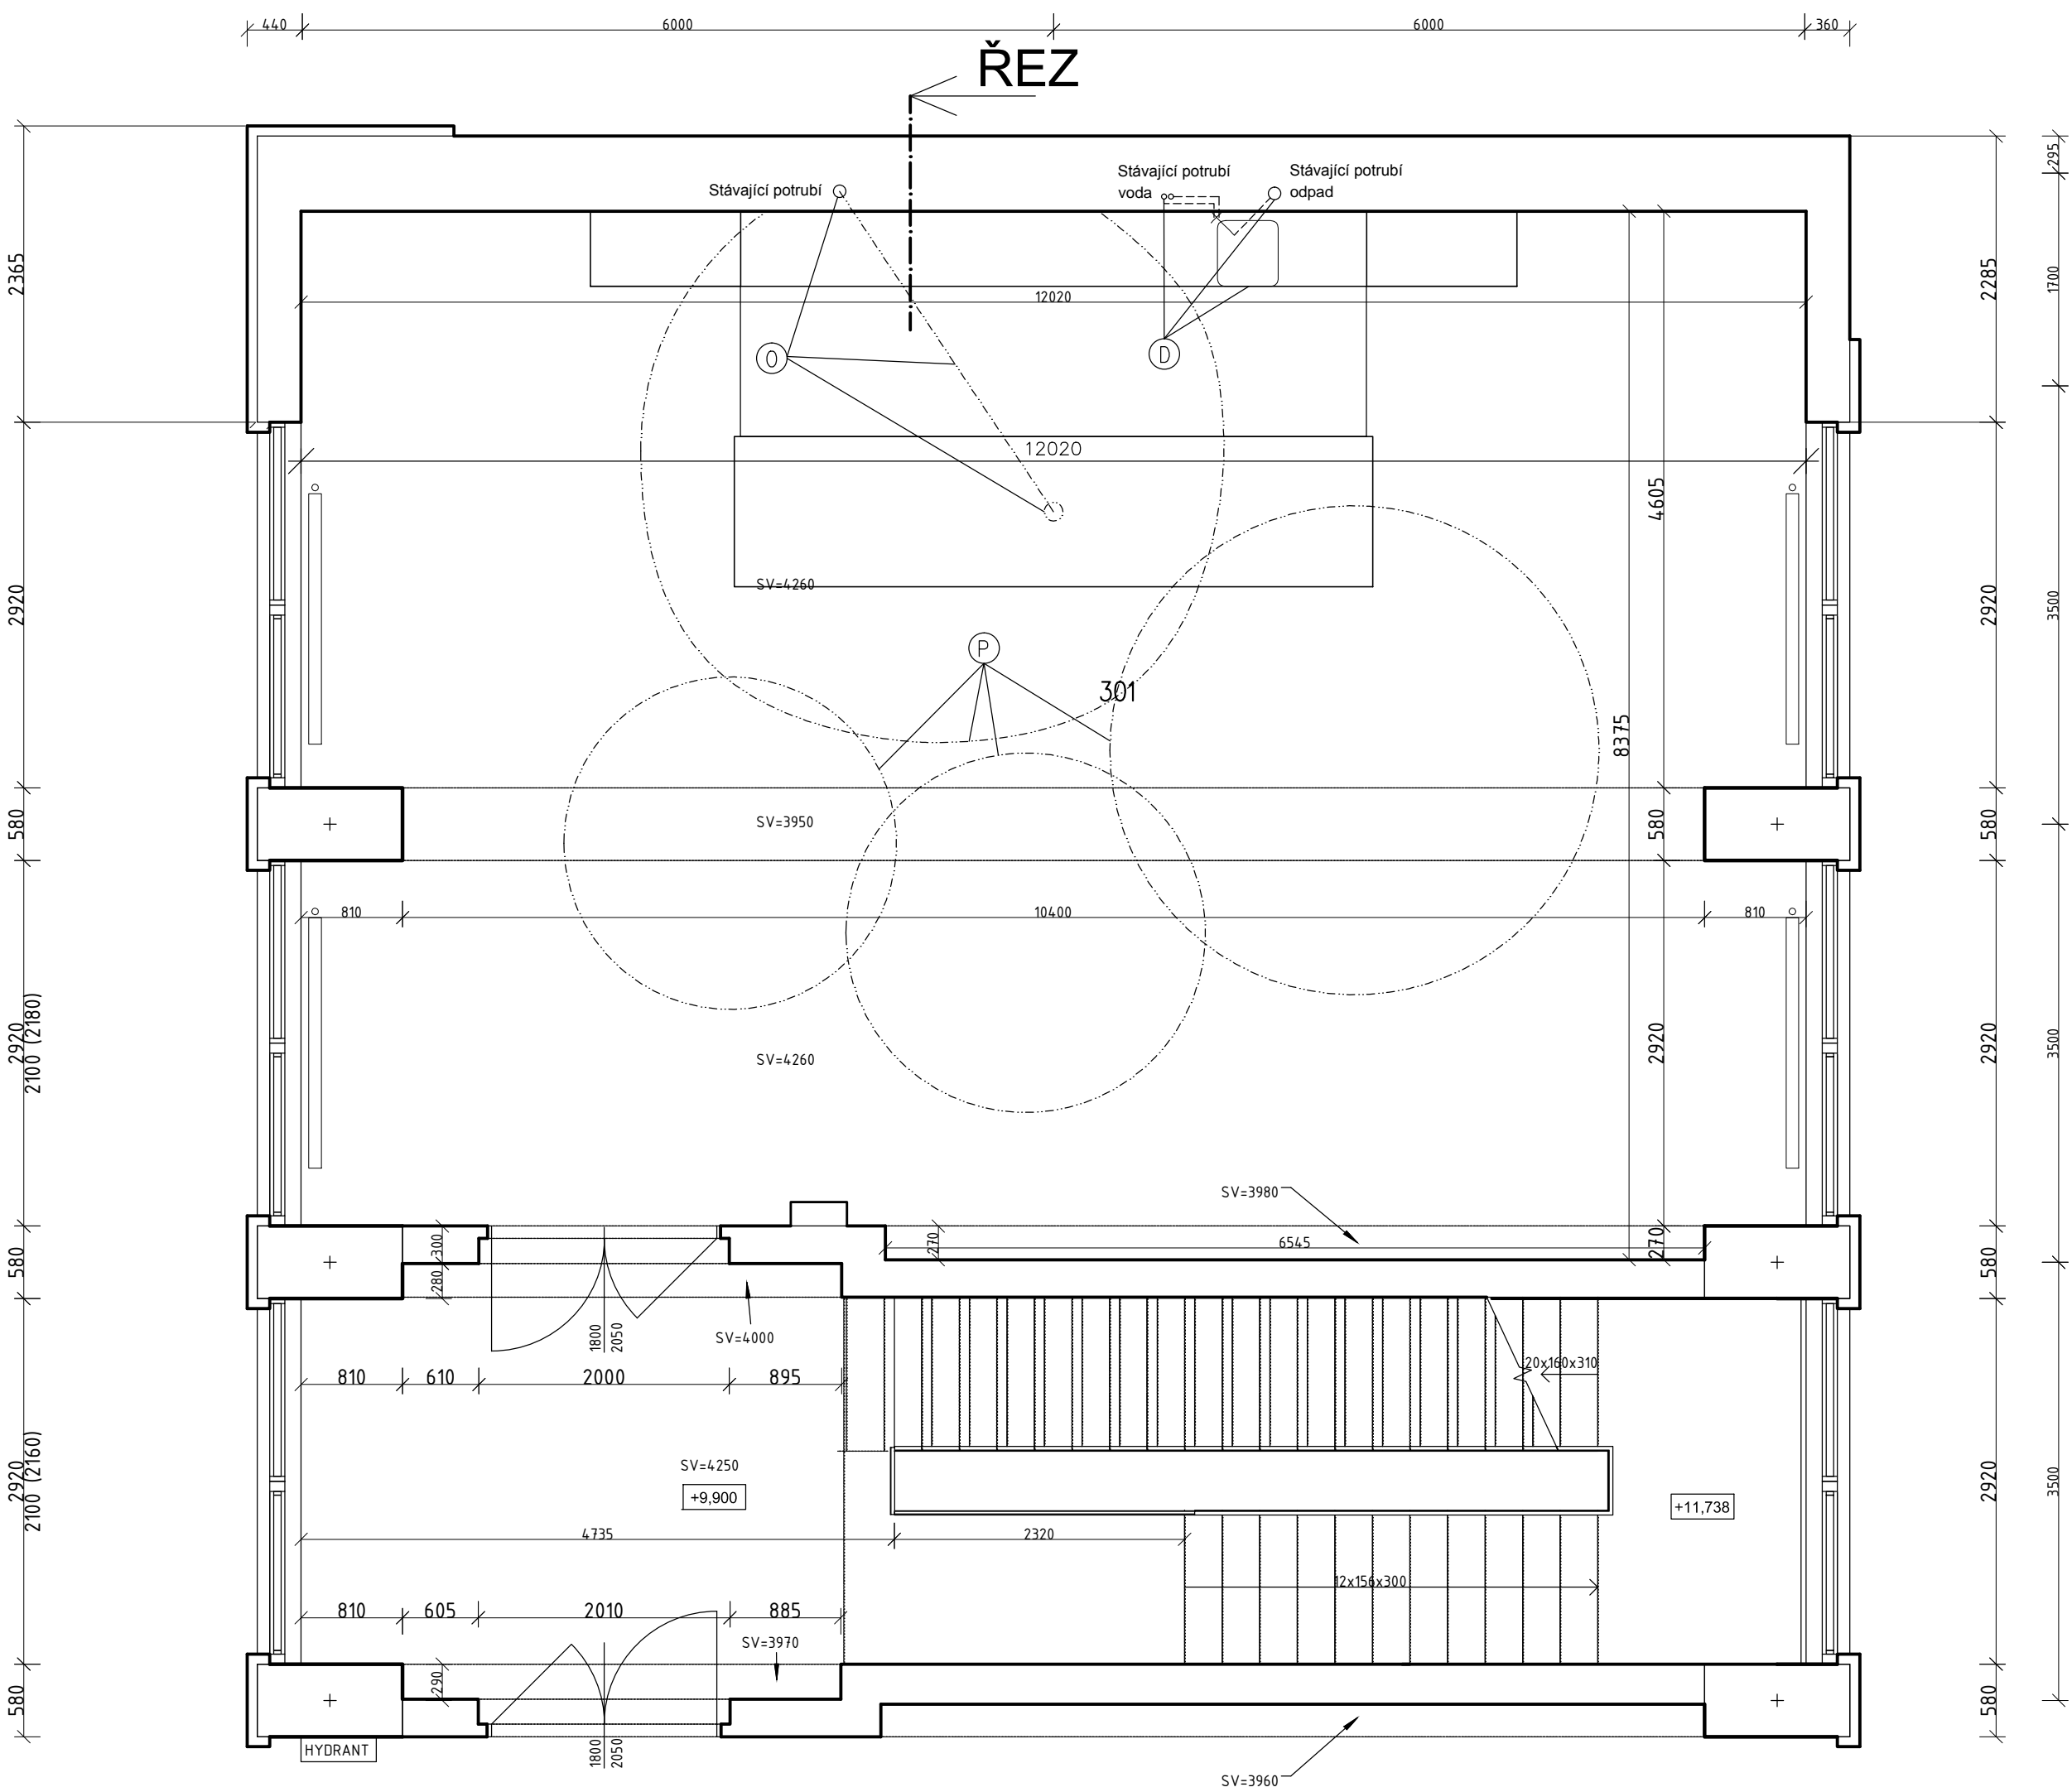 440
6000
6000
360
ŘEZ
Stávající potrubí
Stávající potrubí
voda
Stávající potrubí
odpad
295
2365
2285
1700
12020
O
D
12020
4605
SV=4260
2920
2920
3500
P
301
8375
580
SV=3950
580
580
810
10400
810
2920
2100 (2180)
SV=4260
2920
2920
3500
SV=3980
580
300
280
270
6545
270
580
1800
2050
SV=4000
20x160x310
810
610
2000
895
2920
2100 (2160)
SV=4250
+9,900
+11,738
2920
3500
4735
2320
12x156x300
810
605
2010
885
SV=3970
580
290
580
HYDRANT
1800
2050
SV=3960